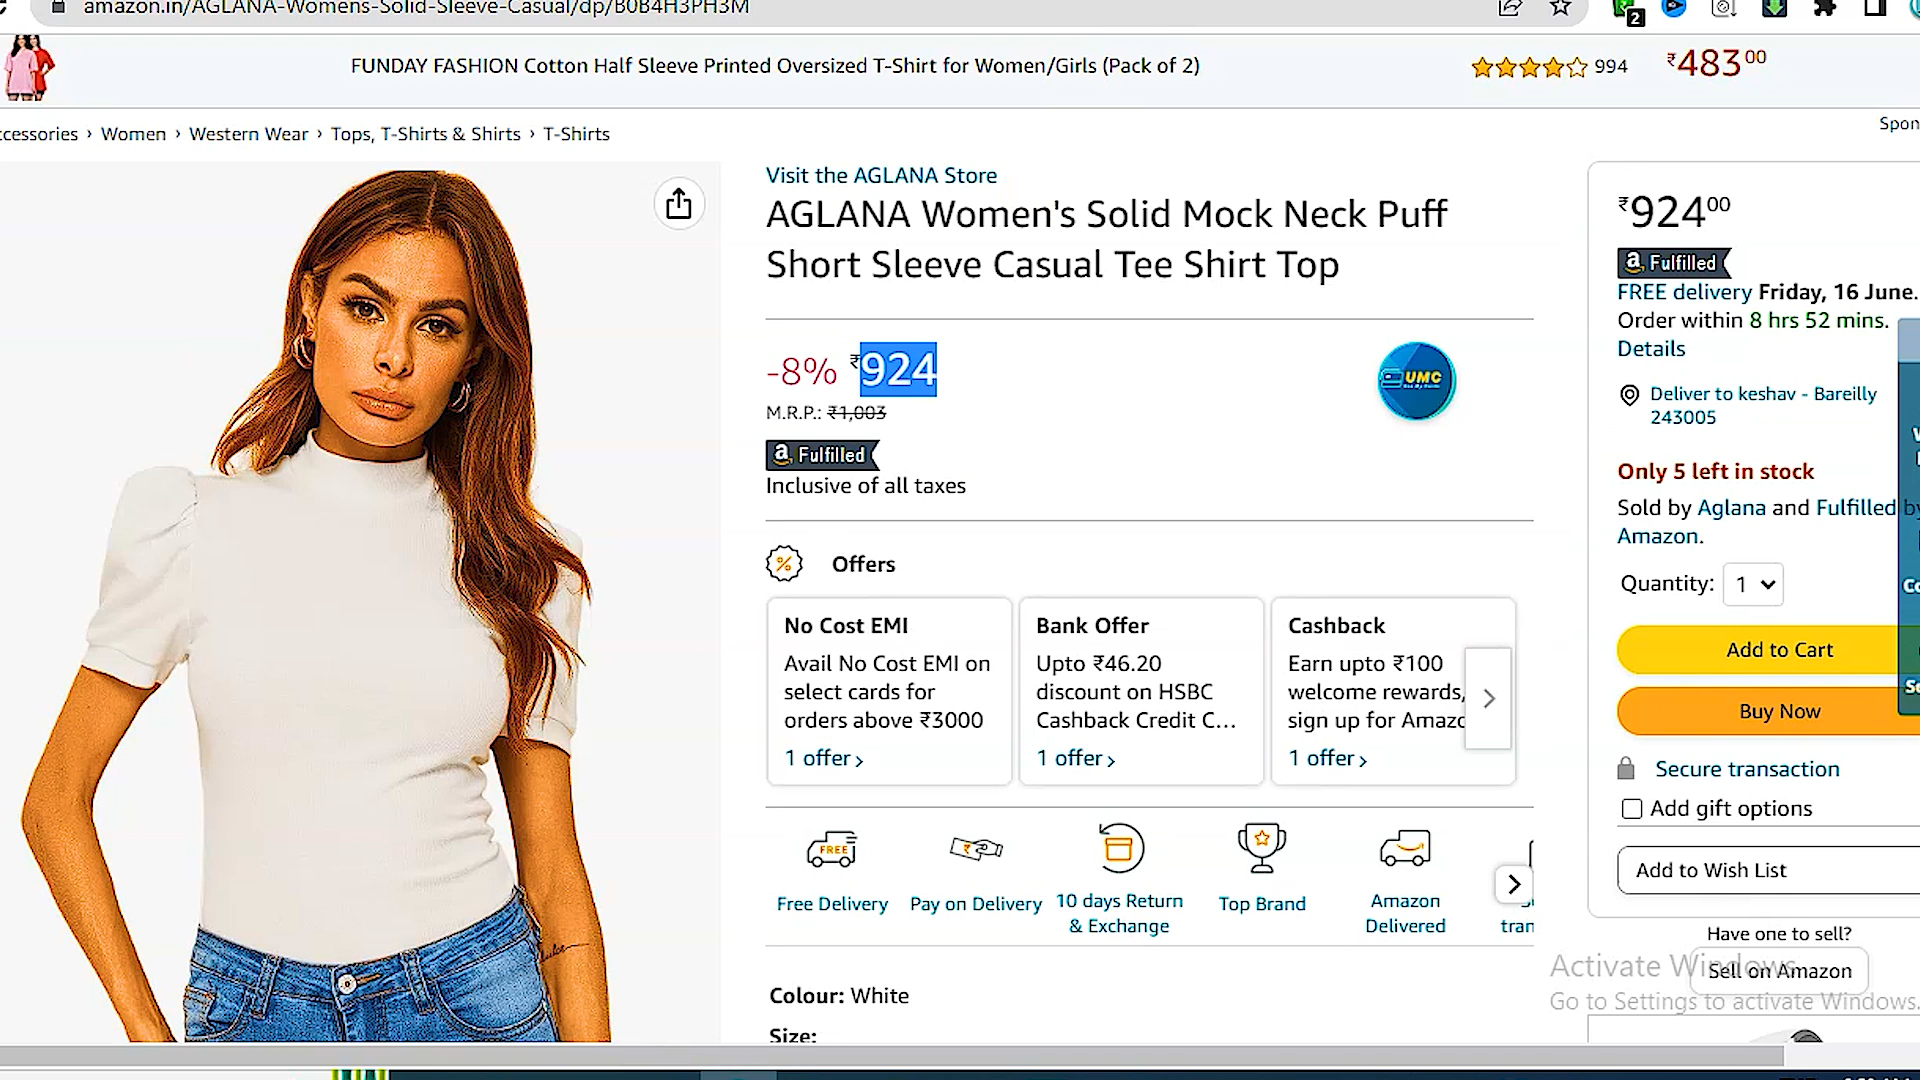 amazon.in/AGLANA-Womens-Solid-Sleeve-Casual/dp/B0B4H3PH3M
2
FUNDAY FASHION Cotton Half Sleeve Printed Oversized T-Shirt for Women/Girls (Pack of 2)
994
₹483 00
ccessories › Women › Western Wear › Tops, T-Shirts & Shirts › T-Shirts
Spon
Visit the AGLANA Store
AGLANA Women's Solid Mock Neck Puff
Short Sleeve Casual Tee Shirt Top
-8% ₹924
M.R.P.: ₹1,003
a Fulfilled
Inclusive of all taxes
UMC
% Offers
No Cost EMI
Avail No Cost EMI on
select cards for
orders above ₹3000
1 offer ›
Bank Offer
Upto ₹46.20
discount on HSBC
Cashback Credit C...
1 offer ›
Cashback
Earn upto ₹100
welcome rewards,
sign up for Amazo
1 offer ›
FREE
Free Delivery
₹
Pay on Delivery
10 days Return
& Exchange
Top Brand
Amazon
Delivered
tran
Colour: White
Size:
₹924 00
a Fulfilled
FREE delivery Friday, 16 June.
Order within 8 hrs 52 mins.
Details
Deliver to keshav - Bareilly
243005
Only 5 left in stock
Sold by Aglana and Fulfilled by
Amazon.
Quantity: 1
Add to Cart
Buy Now
Secure transaction
Add gift options
Add to Wish List
Have one to sell?
Sell on Amazon
Activate Windows
Go to Settings to activate Windows.